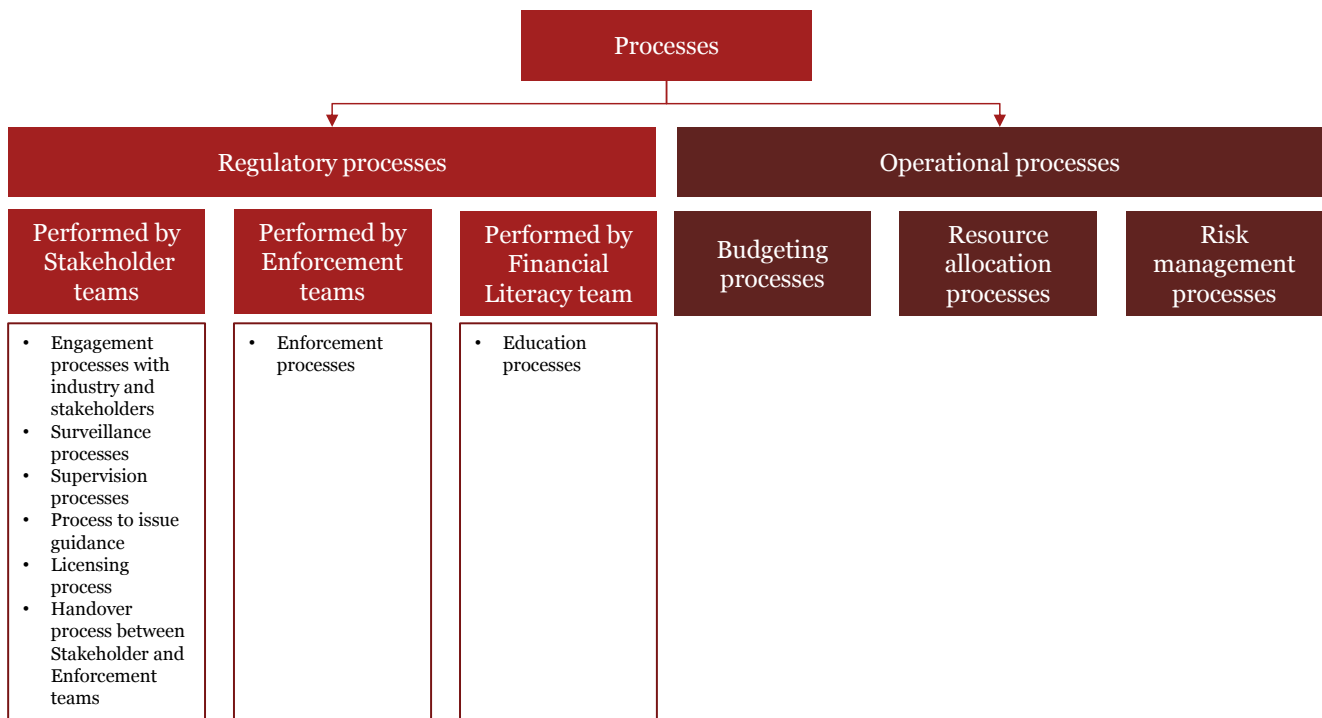 Processes
Regulatory processes
Operational processes
Performed by
Stakeholder
teams
Performed by
Enforcement
teams
Performed by
Financial
Literacy team
Budgeting
processes
Resource
allocation
processes
Risk
management
processes
• Engagement
processes with
industry and
stakeholders
• Surveillance
processes
• Supervision
processes
• Process to issue
guidance
• Licensing
process
• Handover
process between
Stakeholder and
Enforcement
teams
• Enforcement
processes
• Education
processes